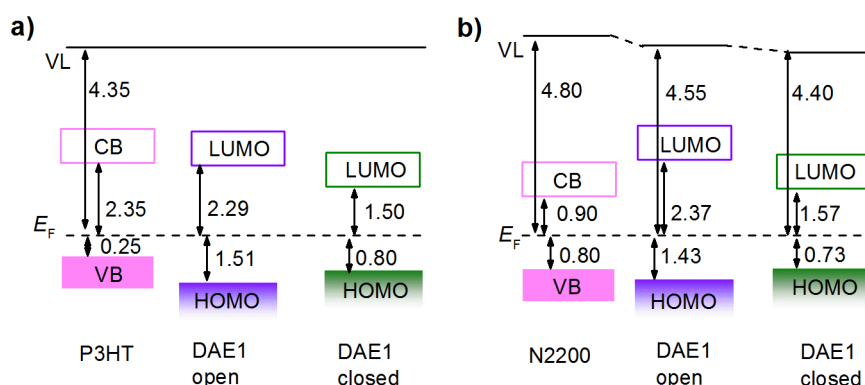 a)
VL
4.35
CB
LUMO
LUMO
2.35
2.29
1.50
EF
0.25
1.51
0.80
VB
HOMO
HOMO
P3HT
DAE1
open
DAE1
closed
b)
VL
4.80
4.55
4.40
LUMO
CB
LUMO
0.90
2.37
1.57
EF
0.80
1.43
0.73
VB
HOMO
HOMO
N2200
DAE1
open
DAE1
closed